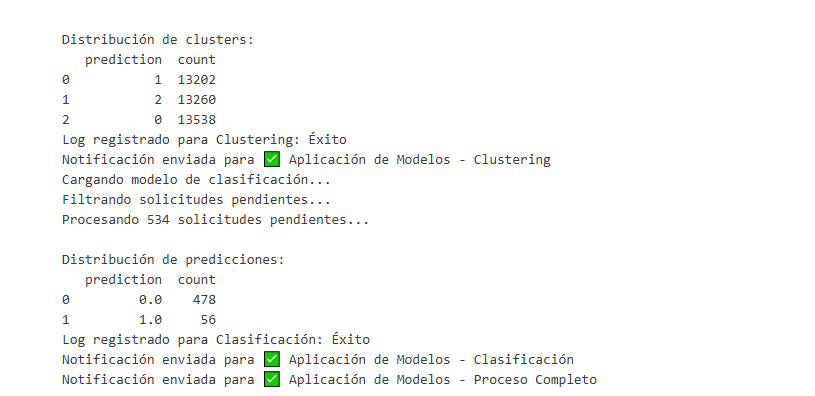 Distribución de clusters:
   prediction  count
0           1  13202
1           2  13260
2           0  13538
Log registrado para Clustering: Éxito
Notificación enviada para ✅ Aplicación de Modelos - Clustering
Cargando modelo de clasificación...
Filtrando solicitudes pendientes...
Procesando 534 solicitudes pendientes...

Distribución de predicciones:
   prediction  count
0         0.0    478
1         1.0     56
Log registrado para Clasificación: Éxito
Notificación enviada para ✅ Aplicación de Modelos - Clasificación
Notificación enviada para ✅ Aplicación de Modelos - Proceso Completo